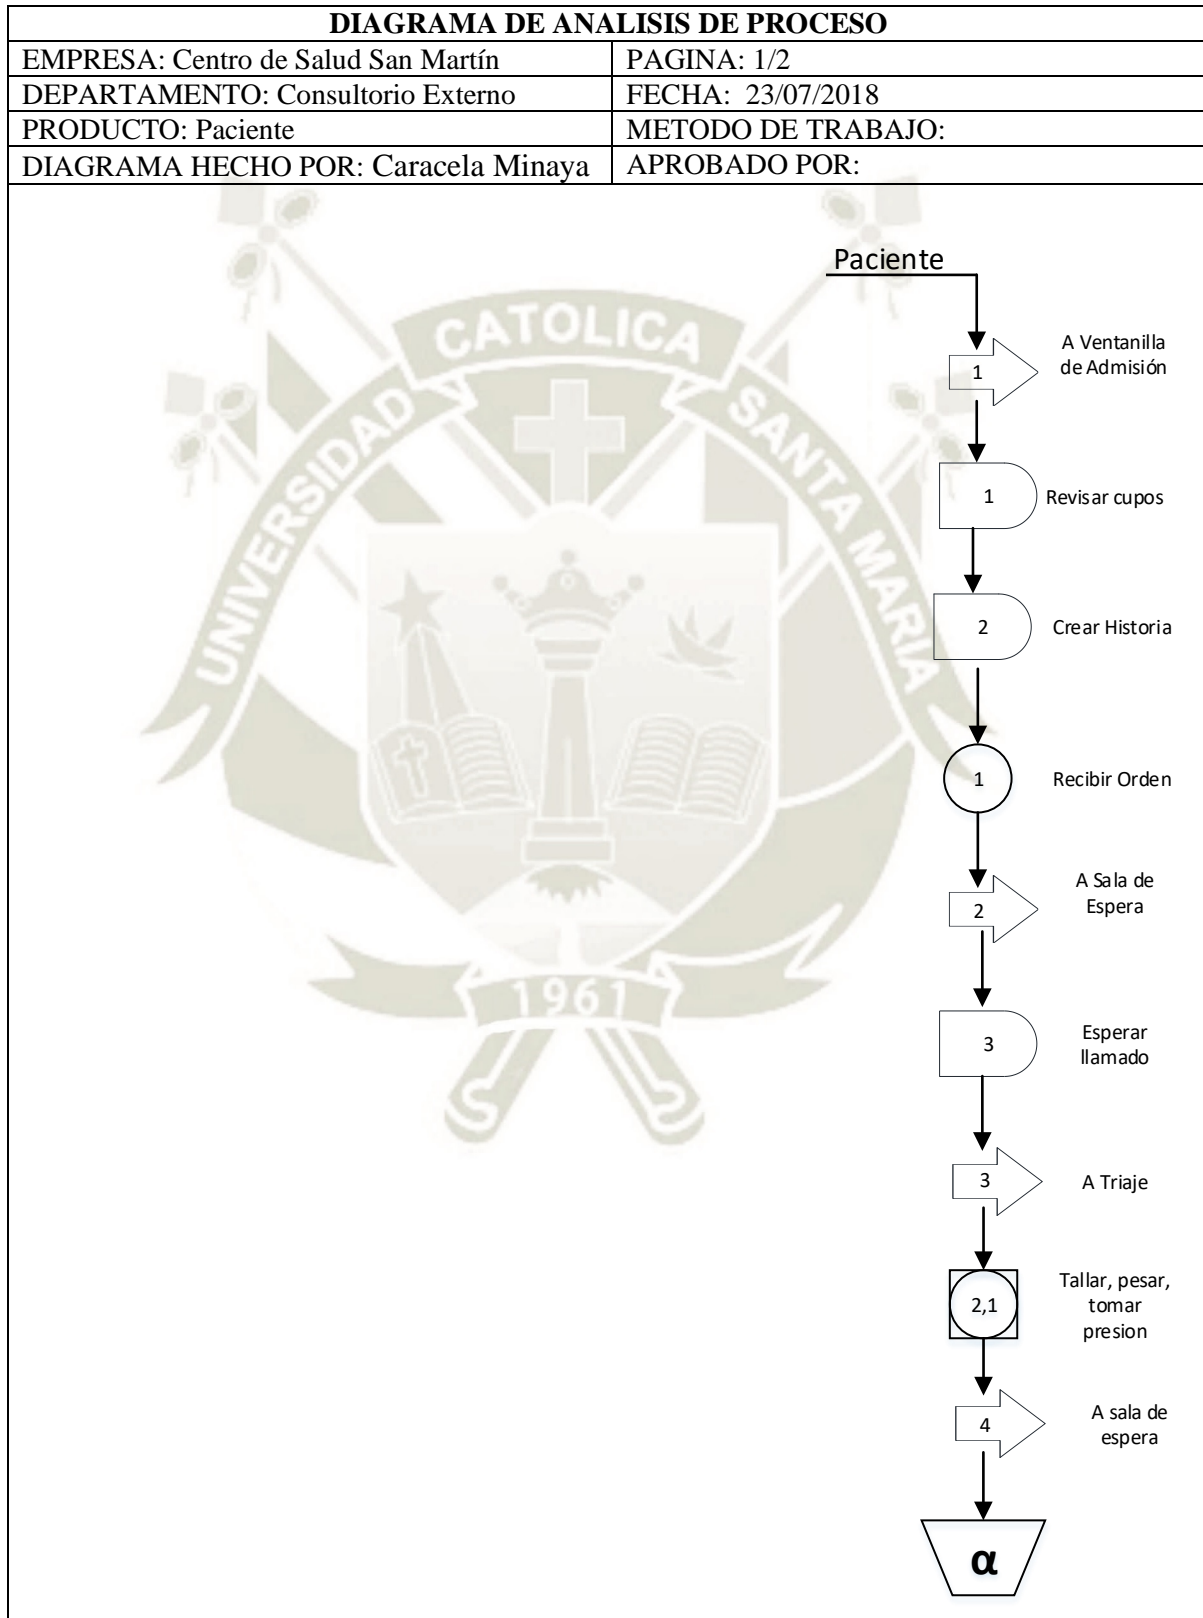 DIAGRAMA DE ANALISIS DE PROCESO
EMPRESA: Centro de Salud San Martín
PAGINA: 1/2
DEPARTAMENTO: Consultorio Externo
FECHA: 23/07/2018
PRODUCTO: Paciente
METODO DE TRABAJO:
DIAGRAMA HECHO POR: Caracela Minaya
APROBADO POR:
Paciente
1
A Ventanilla
de Admisión
1
Revisar cupos
2
Crear Historia
1
Recibir Orden
2
A Sala de
Espera
3
Esperar
llamado
3
A Triaje
2,1
Tallar, pesar,
tomar
presion
4
A sala de
espera
α
UNIVERSIDAD
CATOLICA
SANTA MARIA
1961